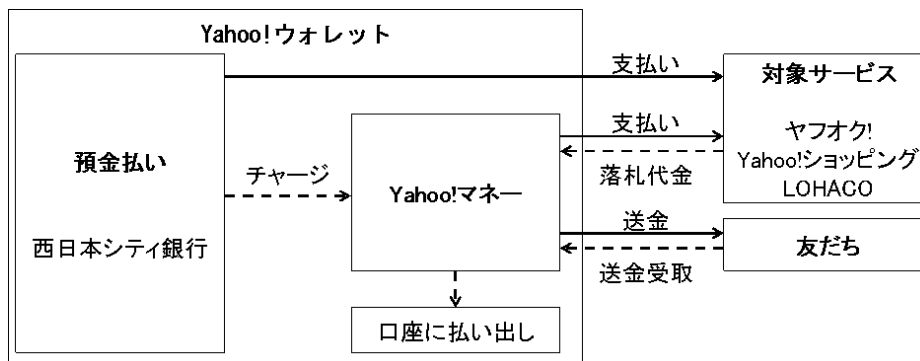 Yahoo!ウォレット
預金払い
西日本シティ銀行
チャージ
Yahoo!マネー
口座に払い出し
支払い
支払い
落札代金
送金
送金受取
対象サービス
ヤフオク!
Yahoo!ショッピング
LOHACO
友だち